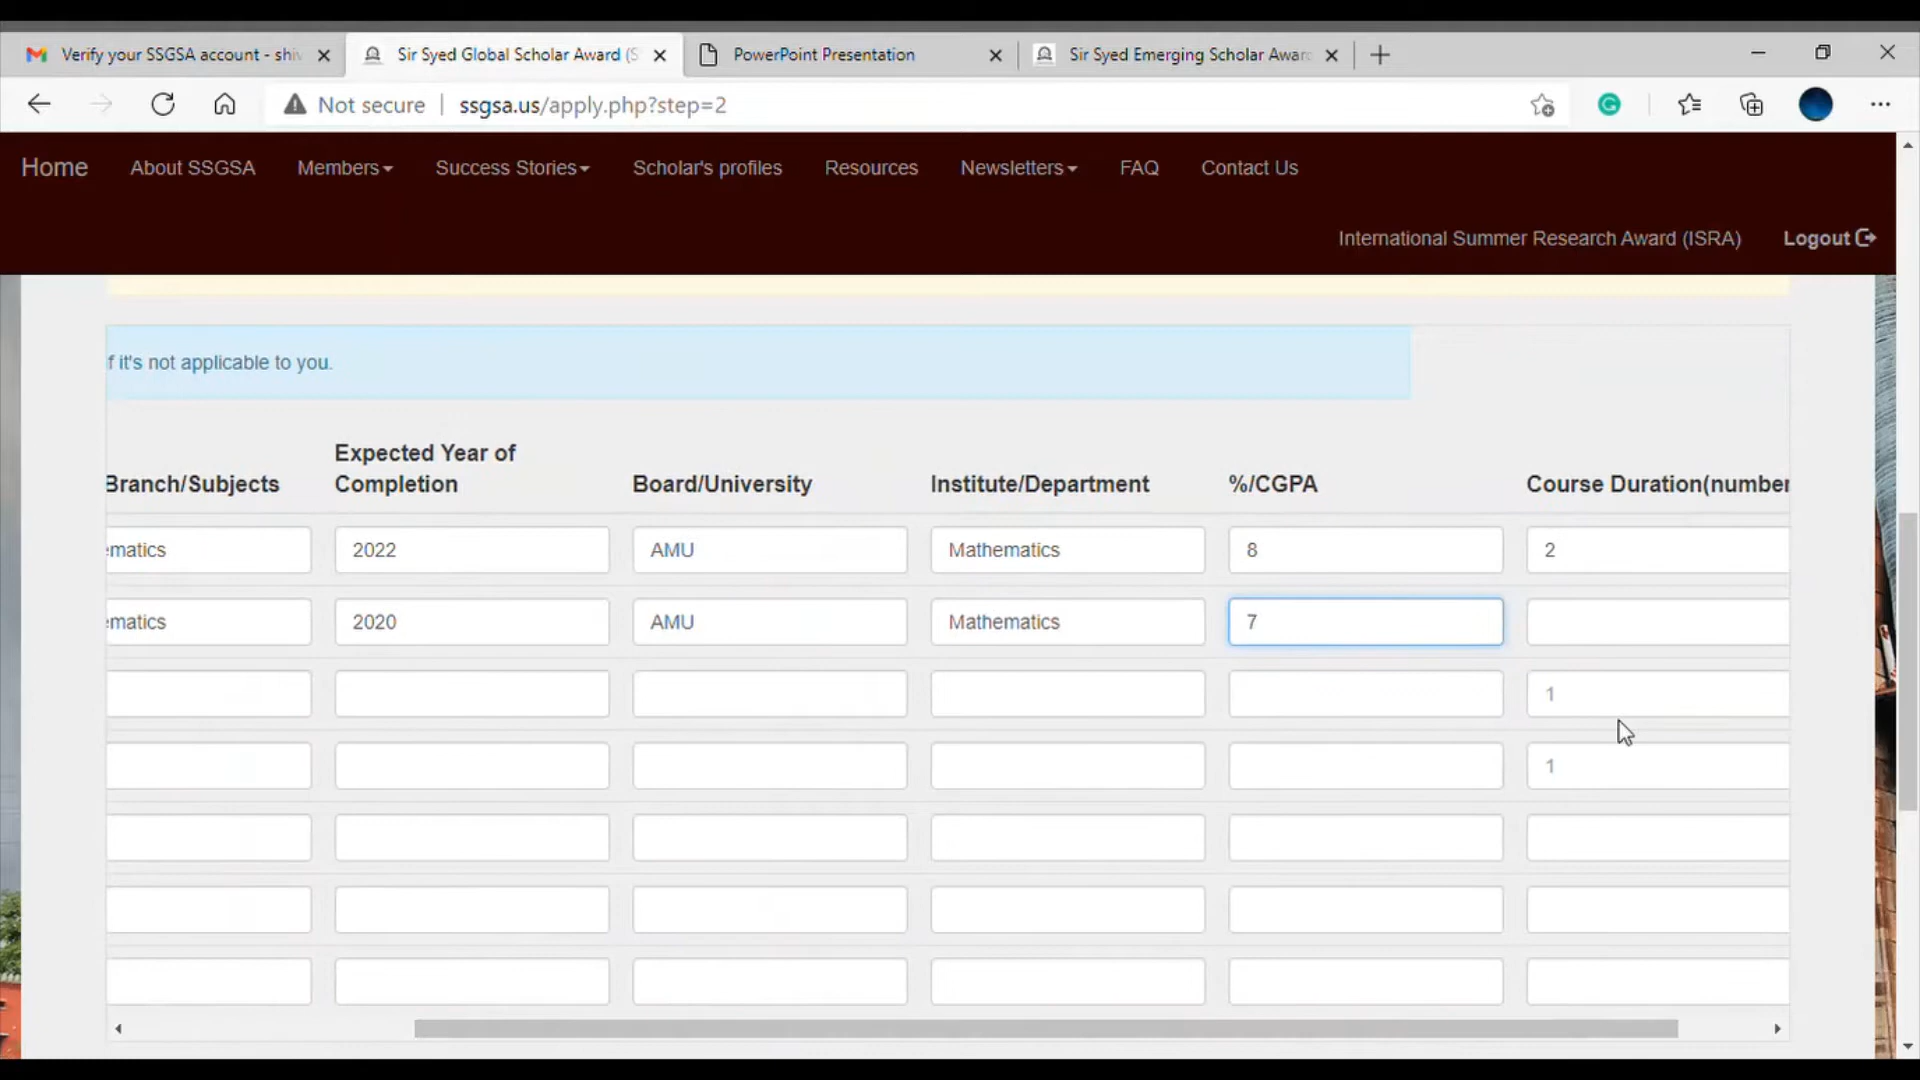 Verify your SSGSA account - shiv
Sir Syed Global Scholar Award (S
PowerPoint Presentation
Sir Syed Emerging Scholar Awar
Not secure
ssgsa.us/apply.php?step=2
Home
About SSGSA
Members
Success Stories
Scholar's profiles
Resources
Newsletters
FAQ
Contact Us
International Summer Research Award (ISRA)
Logout
f it's not applicable to you.
Branch/Subjects
Expected Year of
Completion
Board/University
Institute/Department
%/CGPA
Course Duration(number
ematics 2022 AMU Mathematics 8 2
ematics 2020 AMU Mathematics 7
1
1